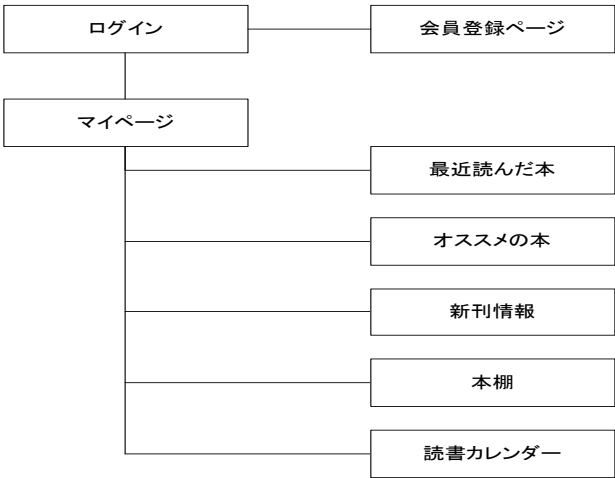 ログイン
会員登録ページ
マイページ
最近読んだ本
オススメの本
新刊情報
本棚
読書カレンダー